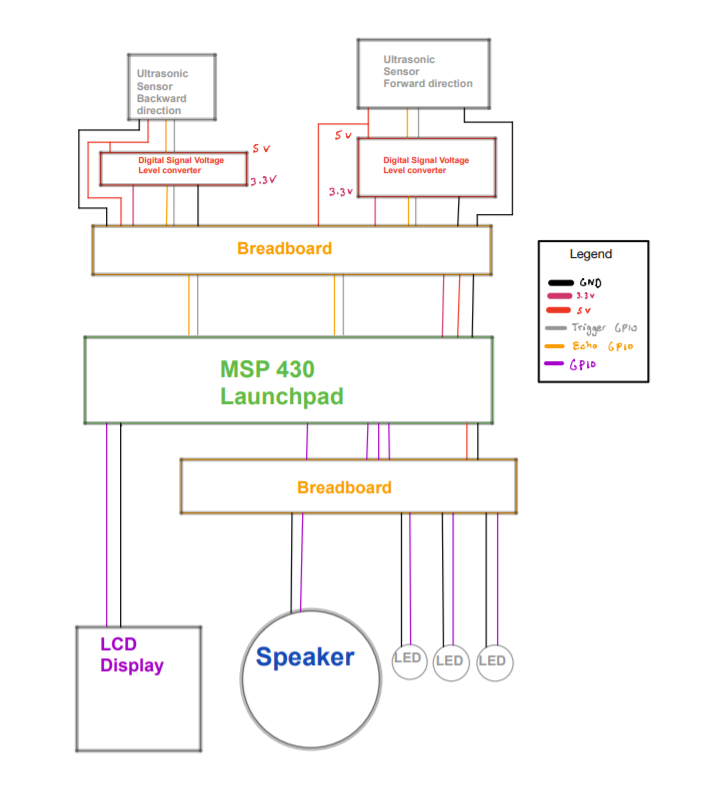 Ultrasonic
Sensor
Backward
direction
Ultrasonic
Sensor
Forward direction
5 v
Digital Signal Voltage
Level converter
3.3v
5 v
Digital Signal Voltage
Level converter
3.3v
Breadboard
Legend
GND
3.3v
5v
Trigger GPIO
Echo GPIO
GPIO
MSP 430
Launchpad
Breadboard
LCD
Display
Speaker
LED
LED
LED